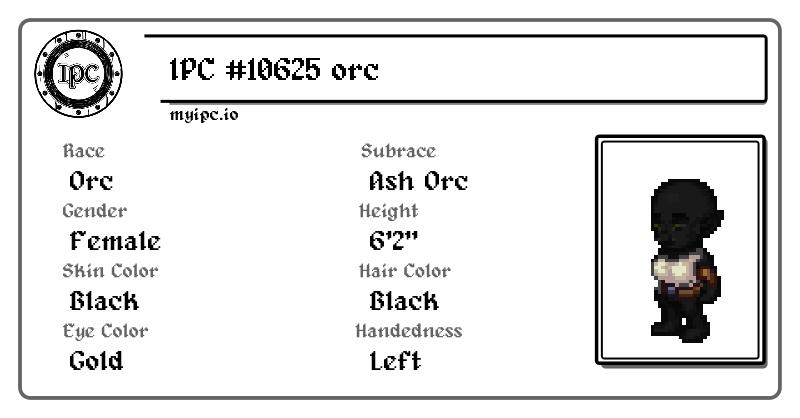 IPC
IPC #10625 orc
myipc.io
Race
Orc
Subrace
Ash Orc
Gender
Female
Height
6'2"
Skin Color
Black
Hair Color
Black
Eye Color
Gold
Handedness
Left